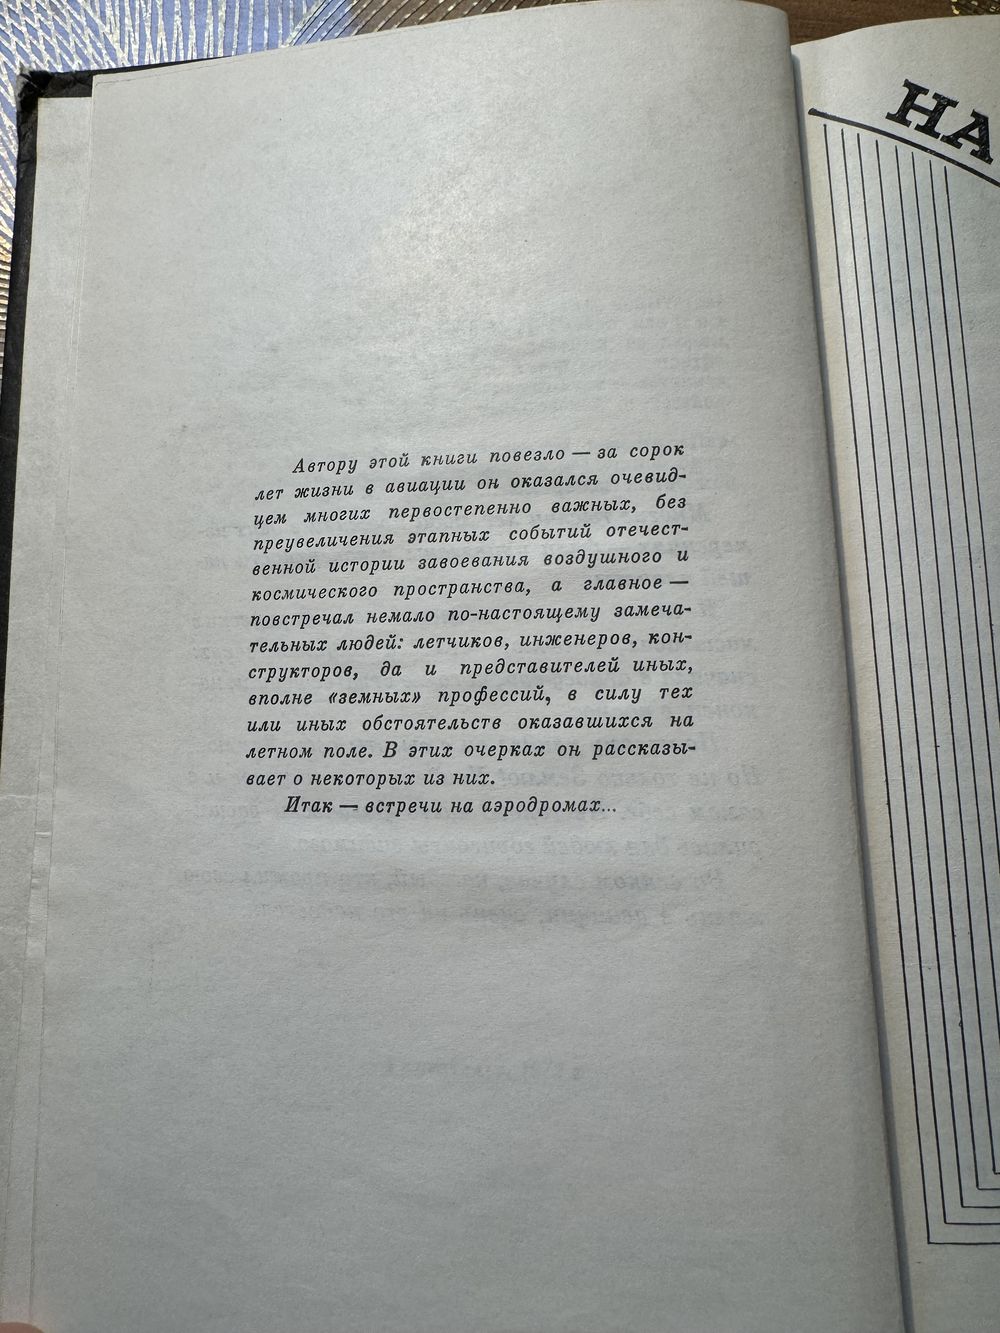 Автору этой книги повезло — за сорок
лет жизни в авиации он оказался очевид-
цем многих первостепенно важных, без
преувеличения этапных событий отечест-
венной истории завоевания воздушного и
космического пространства, а главное —
повстречал немало по-настоящему замеча-
тельных людей: летчиков, инженеров, кон-
структоров, да и представителей иных,
вполне «земных» профессий, в силу тех
или иных обстоятельств оказавшихся на
летном поле. В этих очерках он рассказы-
вает о некоторых из них.
Итак — встречи на аэродромах...
НА